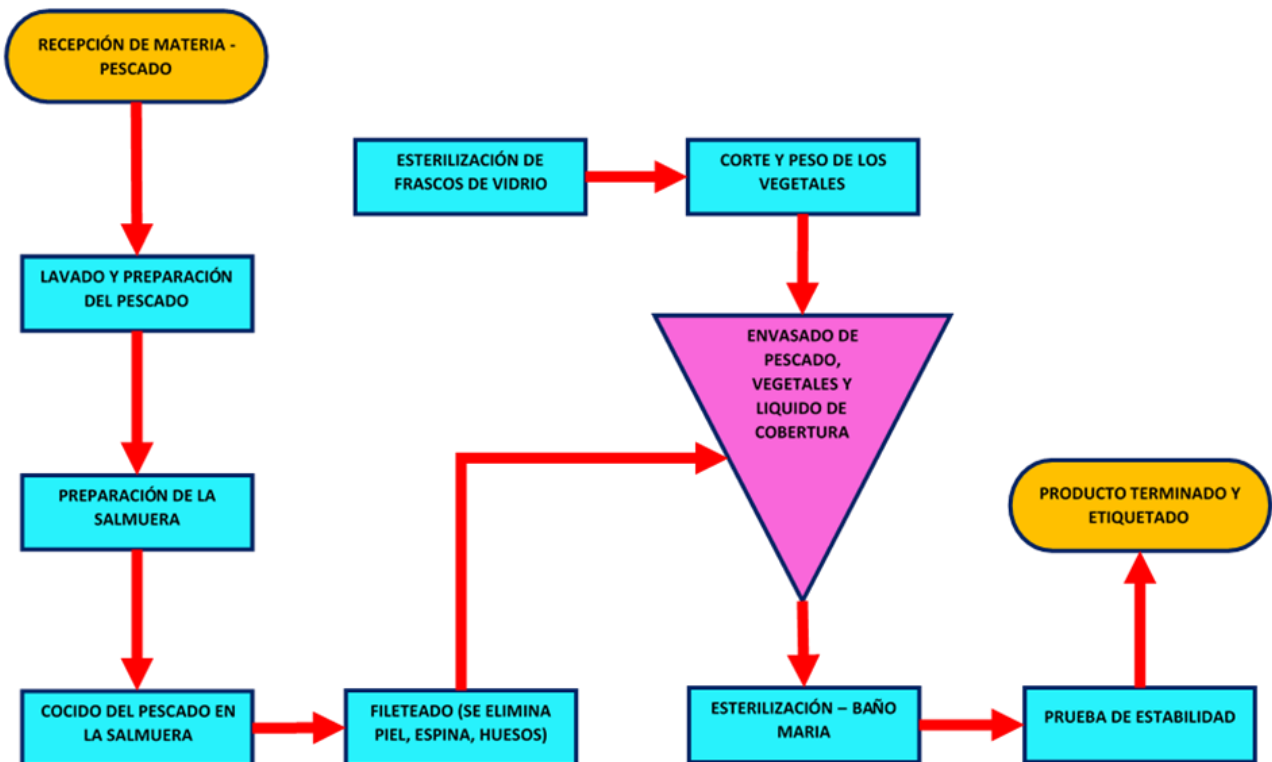 RECEPCIÓN DE MATERIA -
PESCADO
LAVADO Y PREPARACIÓN
DEL PESCADO
PREPARACIÓN DE LA
SALMUERA
COCIDO DEL PESCADO EN
LA SALMUERA
FILETEADO (SE ELIMINA
PIEL, ESPINA, HUESOS)
ESTERILIZACIÓN DE
FRASCOS DE VIDRIO
CORTE Y PESO DE LOS
VEGETALES
ENVASADO DE
PESCADO,
VEGETALES Y
LIQUIDO DE
COBERTURA
ESTERILIZACIÓN – BAÑO
MARIA
PRUEBA DE ESTABILIDAD
PRODUCTO TERMINADO Y
ETIQUETADO